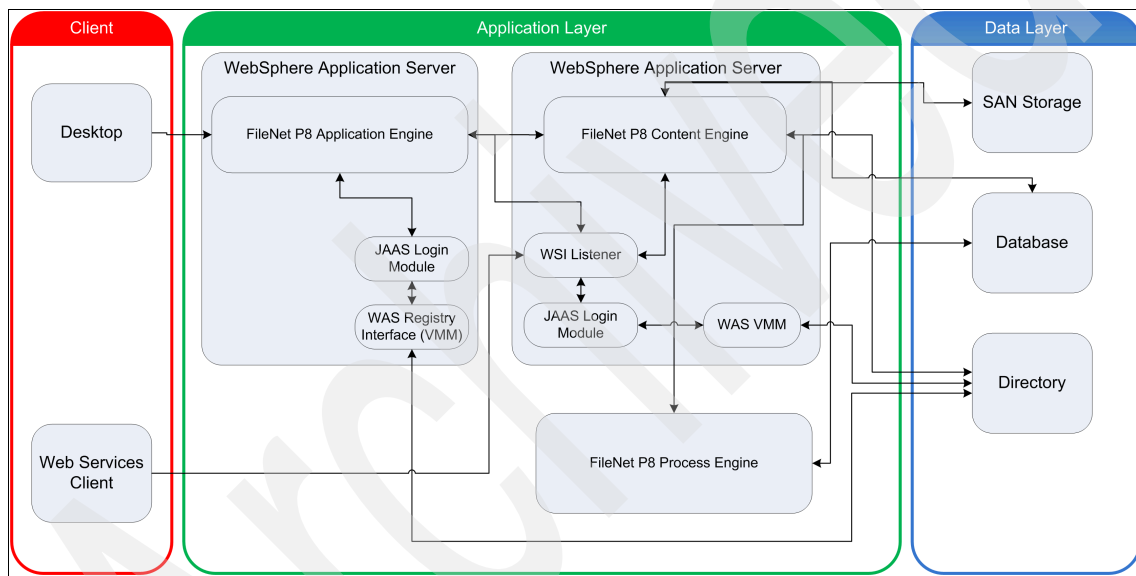 Client
Application Layer
Data Layer
WebSphere Application Server
WebSphere Application Server
Desktop
FileNet P8 Application Engine
FileNet P8 Content Engine
SAN Storage
JAAS Login
Module
WSI Listener
Database
WAS Registry
Interface (VMM)
JAAS Login
Module
WAS VMM
Directory
Web Services
Client
FileNet P8 Process Engine